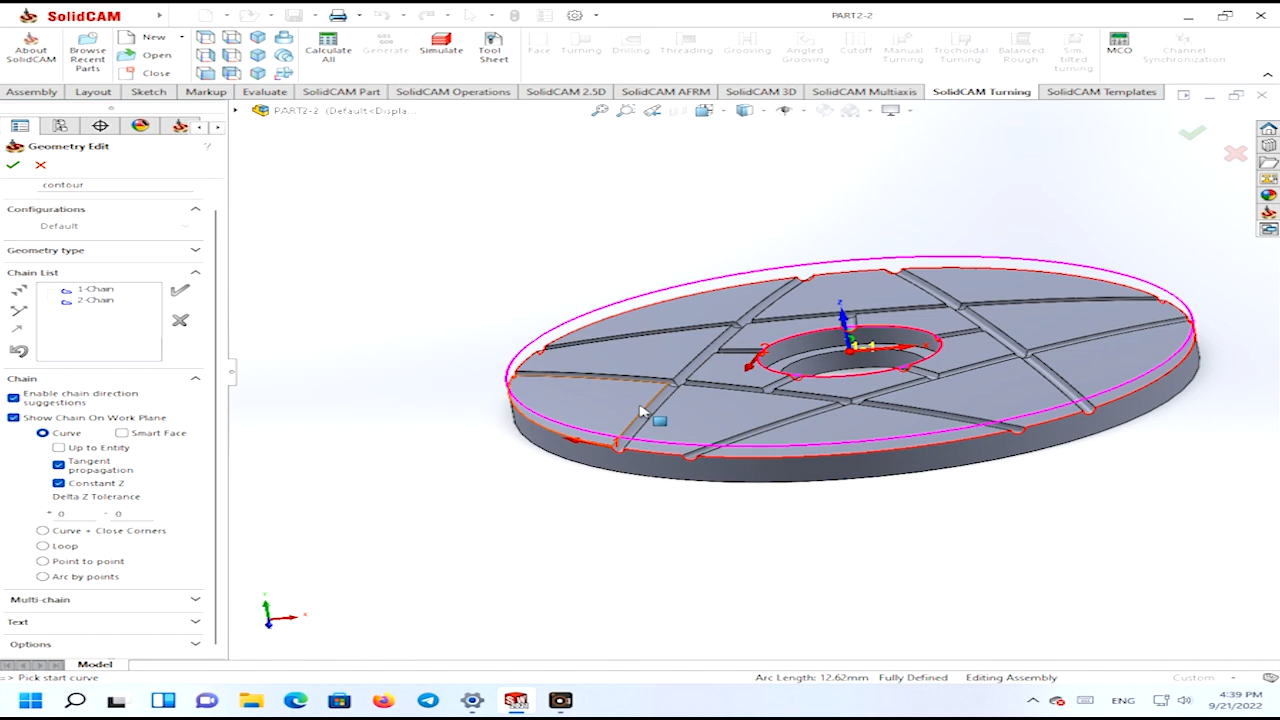 SolidCAM
PART2-2
About SolidCAM
Browse Recent Parts
New
Open
Close
Calculate All
Generate
Simulate
Tool Sheet
Face
Turning
Drilling
Threading
Grooving
Angled Grooving
Cutoff
Manual Turning
Trochoidal Turning
Balanced Rough
Sim. tilted turning
MCO
Channel Synchronization
Assembly
Layout
Sketch
Markup
Evaluate
SolidCAM Part
SolidCAM Operations
SolidCAM 2.5D
SolidCAM AFRM
SolidCAM 3D
SolidCAM Multiaxis
SolidCAM Turning
SolidCAM Templates
PART2-2 (Default<Displa...
Geometry Edit
contour
Configurations
Default
Geometry type
Chain List
1-Chain
2-Chain
Chain
Enable chain direction suggestions
Show Chain On Work Plane
Curve
Smart Face
Up to Entity
Tangent propagation
Constant Z
Delta Z Tolerance
+ 0 - 0
Curve + Close Corners
Loop
Point to point
Arc by points
Multi-chain
Text
Options
Model
=> Pick start curve
Arc Length: 12.62mm
Fully Defined
Editing Assembly
Custom
ENG
4:39 PM
9/21/2022